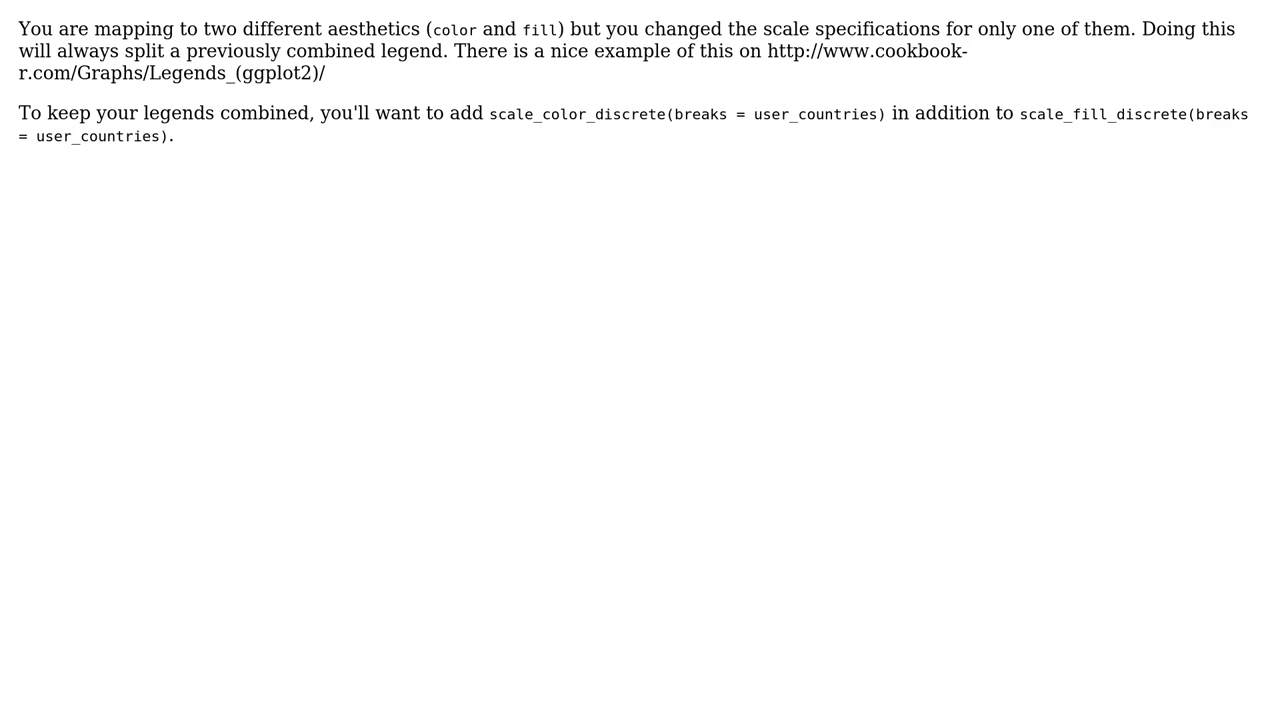 You are mapping to two different aesthetics (color and fill) but you changed the scale specifications for only one of them. Doing this
will always split a previously combined legend. There is a nice example of this on http://www.cookbook-
r.com/Graphs/Legends_(ggplot2)/
To keep your legends combined, you'll want to add scale_color_discrete(breaks = user_countries) in addition to scale_fill_discrete(breaks
= user_countries).